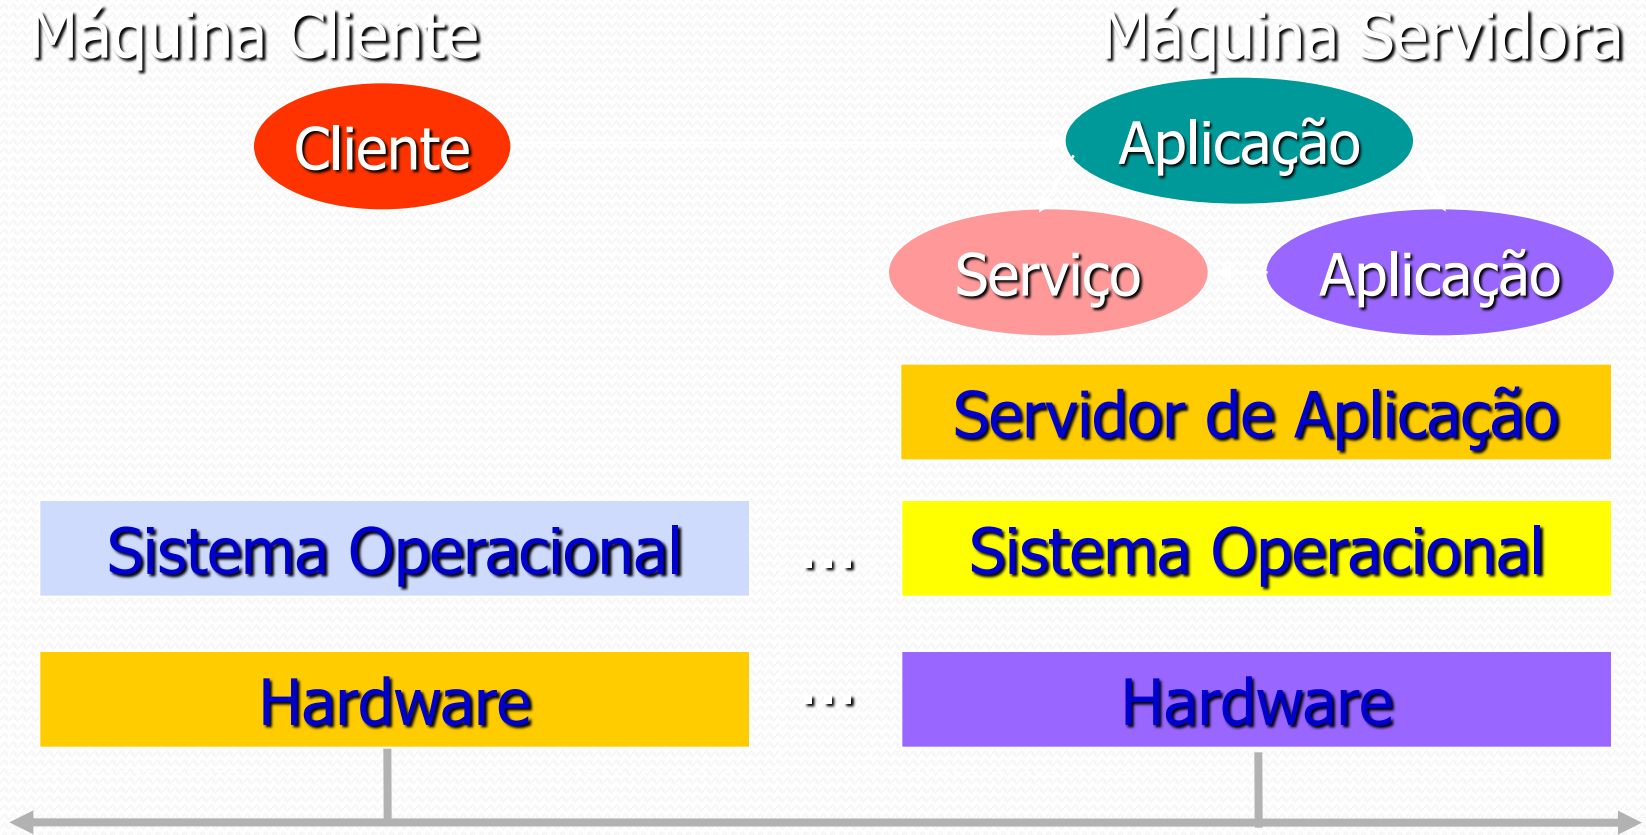 Máquina Cliente
Máquina Servidora
Cliente
Aplicação
Serviço
Aplicação
Servidor de Aplicação
Sistema Operacional
...
Sistema Operacional
Hardware
...
Hardware